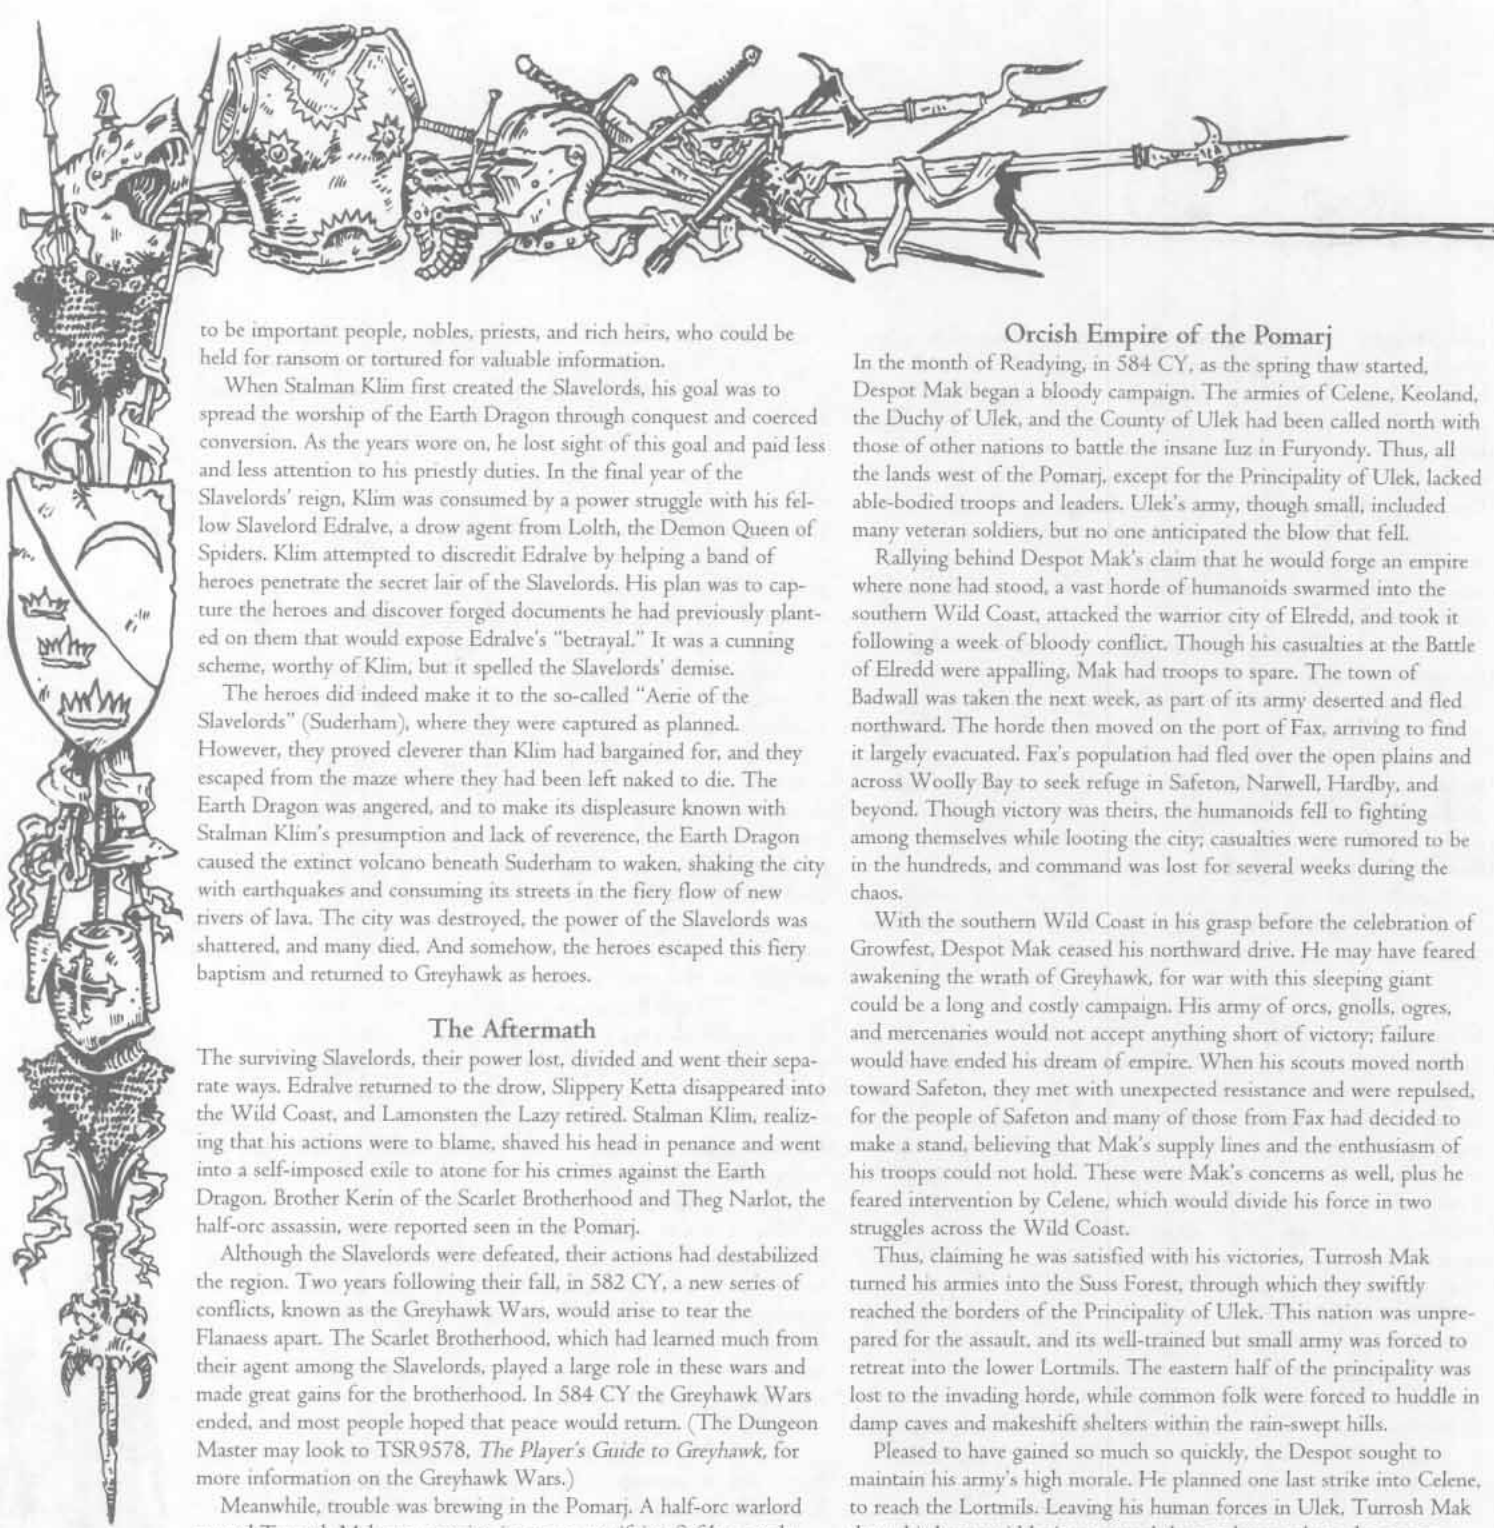 to be important people, nobles, priests, and rich heirs, who could be
held for ransom or tortured for valuable information.
When Stalman Klim first created the Slavelords, his goal was to
spread the worship of the Earth Dragon through conquest and coerced
conversion. As the years wore on, he lost sight of this goal and paid less
and less attention to his priestly duties. In the final year of the
Slavelords' reign, Klim was consumed by a power struggle with his fel-
low Slavelord Edralve, a drow agent from Lolth, the Demon Queen of
Spiders. Klim attempted to discredit Edralve by helping a band of
heroes penetrate the secret lair of the Slavelords. His plan was to cap-
ture the heroes and discover forged documents he had previously plant-
ed on them that would expose Edralve's "betrayal." It was a cunning
scheme, worthy of Klim, but it spelled the Slavelords' demise.
The heroes did indeed make it to the so-called "Aerie of the
Slavelords" (Suderham), where they were captured as planned.
However, they proved cleverer than Klim had bargained for, and they
escaped from the maze where they had been left naked to die. The
Earth Dragon was angered, and to make its displeasure known with
Stalman Klim's presumption and lack of reverence, the Earth Dragon
caused the extinct volcano beneath Suderham to waken, shaking the city
with earthquakes and consuming its streets in the fiery flow of new
rivers of lava. The city was destroyed, the power of the Slavelords was
shattered, and many died. And somehow, the heroes escaped this fiery
baptism and returned to Greyhawk as heroes.
The Aftermath
The surviving Slavelords, their power lost, divided and went their sepa-
rate ways. Edralve returned to the drow, Slippery Ketta disappeared into
the Wild Coast, and Lamonsten the Lazy retired. Stalman Klim, realiz-
ing that his actions were to blame, shaved his head in penance and went
into a self-imposed exile to atone for his crimes against the Earth
Dragon. Brother Kerin of the Scarlet Brotherhood and Theg Narlot, the
half-orc assassin, were reported seen in the Pomarj.
Although the Slavelords were defeated, their actions had destabilized
the region. Two years following their fall, in 582 CY, a new series of
conflicts, known as the Greyhawk Wars, would arise to tear the
Flanaess apart. The Scarlet Brotherhood, which had learned much from
their agent among the Slavelords, played a large role in these wars and
made great gains for the brotherhood. In 584 CY the Greyhawk Wars
ended, and most people hoped that peace would return. (The Dungeon
Master may look to TSR9578, The Player's Guide to Greyhawk, for
more information on the Greyhawk Wars.)
Meanwhile, trouble was brewing in the Pomarj. A half-orc warlord
Orcish Empire of the Pomarj
In the month of Readying, in 584 CY, as the spring thaw started,
Despot Mak began a bloody campaign. The armies of Celene, Keoland,
the Duchy of Ulek, and the County of Ulek had been called north with
those of other nations to battle the insane Iuz in Furyondy. Thus, all
the lands west of the Pomarj, except for the Principality of Ulek, lacked
able-bodied troops and leaders. Ulek's army, though small, included
many veteran soldiers, but no one anticipated the blow that fell.
Rallying behind Despot Mak's claim that he would forge an empire
where none had stood, a vast horde of humanoids swarmed into the
southern Wild Coast, attacked the warrior city of Elredd, and took it
following a week of bloody conflict. Though his casualties at the Battle
of Elredd were appalling, Mak had troops to spare. The town of
Badwall was taken the next week, as part of its army deserted and fled
northward. The horde then moved on the port of Fax, arriving to find
it largely evacuated. Fax's population had fled over the open plains and
across Woolly Bay to seek refuge in Safeton, Narwell, Hardby, and
beyond. Though victory was theirs, the humanoids fell to fighting
among themselves while looting the city; casualties were rumored to be
in the hundreds, and command was lost for several weeks during the
chaos.
With the southern Wild Coast in his grasp before the celebration of
Growfest, Despot Mak ceased his northward drive. He may have feared
awakening the wrath of Greyhawk, for war with this sleeping giant
could be a long and costly campaign. His army of orcs, gnolls, ogres,
and mercenaries would not accept anything short of victory; failure
would have ended his dream of empire. When his scouts moved north
toward Safeton, they met with unexpected resistance and were repulsed,
for the people of Safeton and many of those from Fax had decided to
make a stand, believing that Mak's supply lines and the enthusiasm of
his troops could not hold. These were Mak's concerns as well, plus he
feared intervention by Celene, which would divide his force in two
struggles across the Wild Coast.
Thus, claiming he was satisfied with his victories, Turrosh Mak
turned his armies into the Suss Forest, through which they swiftly
reached the borders of the Principality of Ulek. This nation was unpre-
pared for the assault, and its well-trained but small army was forced to
retreat into the lower Lortmils. The eastern half of the principality was
lost to the invading horde, while common folk were forced to huddle in
damp caves and makeshift shelters within the rain-swept hills.
Pleased to have gained so much so quickly, the Despot sought to
maintain his army's high morale. He planned one last strike into Celene,
to reach the Lortmils. Leaving his human forces in Ulek, Turrosh Mak